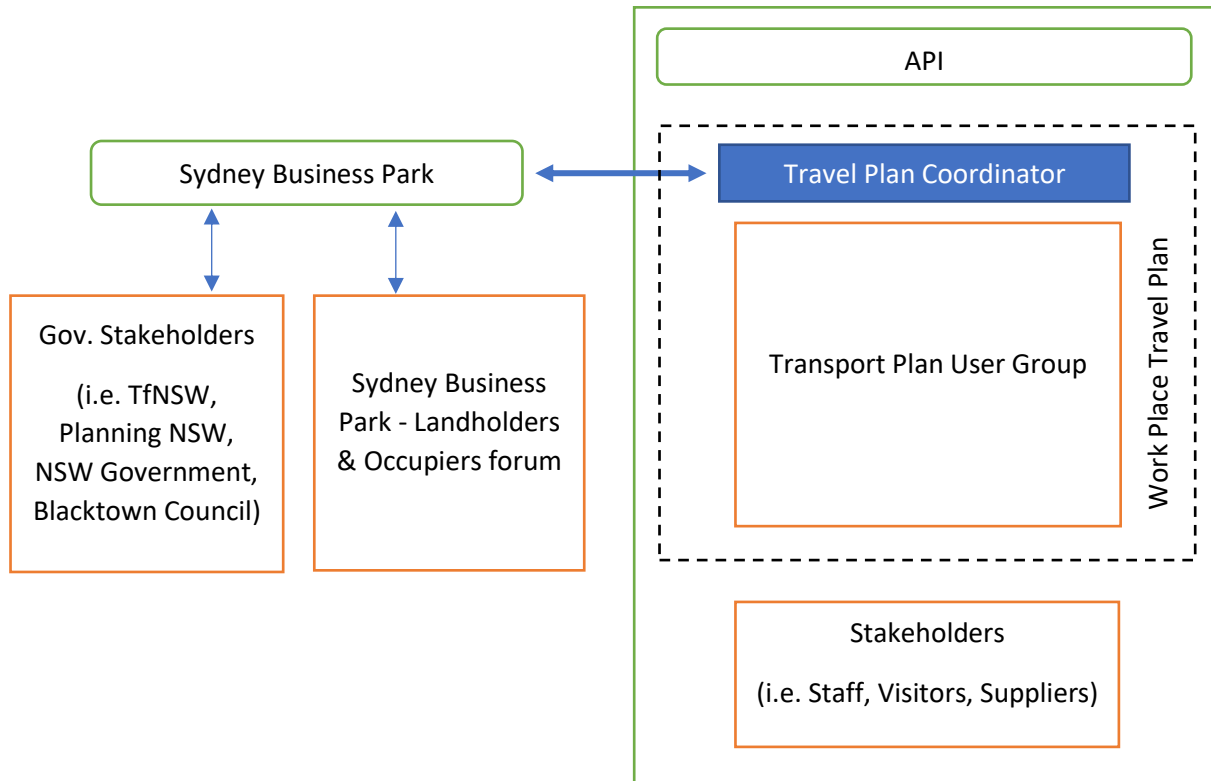 API
Sydney Business Park
Travel Plan Coordinator
Gov. Stakeholders
(i.e. TfNSW,
Planning NSW,
NSW Government,
Blacktown Council)
Sydney Business
Park - Landholders
& Occupiers forum
Transport Plan User Group
Work Place Travel Plan
Stakeholders
(i.e. Staff, Visitors, Suppliers)